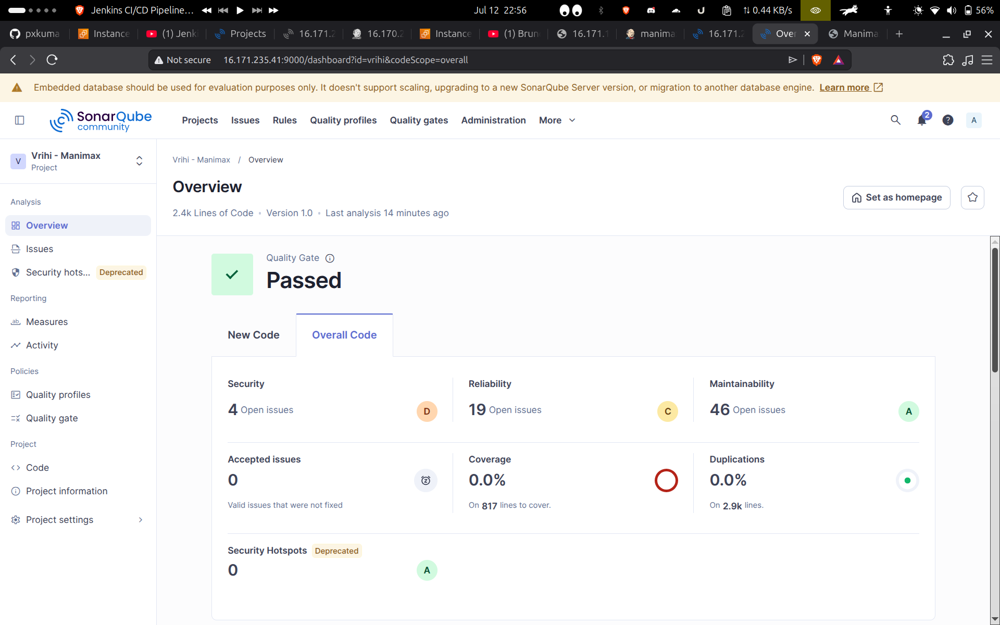 Jenkins CI/CD Pipeline...
Jul 12 22:56
0.44 KB/s
56%
pxkuma
Instance
(1) Jenki
Projects
16.171.2
16.170.2
Instance
(1) Brun
16.171.1
manima
16.171.2
Over
Manima
Not secure
16.171.235.41:9000/dashboard?id=vrihi&codeScope=overall
Embedded database should be used for evaluation purposes only. It doesn't support scaling, upgrading to a new SonarQube Server version, or migration to another database engine. Learn more
SonarQube
community
Projects
Issues
Rules
Quality profiles
Quality gates
Administration
More
2
?
A
V
Vrihi - Manimax
Project
Analysis
Overview
Issues
Security hots... Deprecated
Reporting
Measures
Activity
Policies
Quality profiles
Quality gate
Project
Code
Project information
Project settings
Vrihi - Manimax / Overview
Overview
2.4k Lines of Code • Version 1.0 • Last analysis 14 minutes ago
Set as homepage
Quality Gate
Passed
New Code
Overall Code
Security
4 Open issues
D
Reliability
19 Open issues
C
Maintainability
46 Open issues
A
Accepted issues
0
Valid issues that were not fixed
Coverage
0.0%
On 817 lines to cover.
Duplications
0.0%
On 2.9k lines.
Security Hotspots Deprecated
0
A